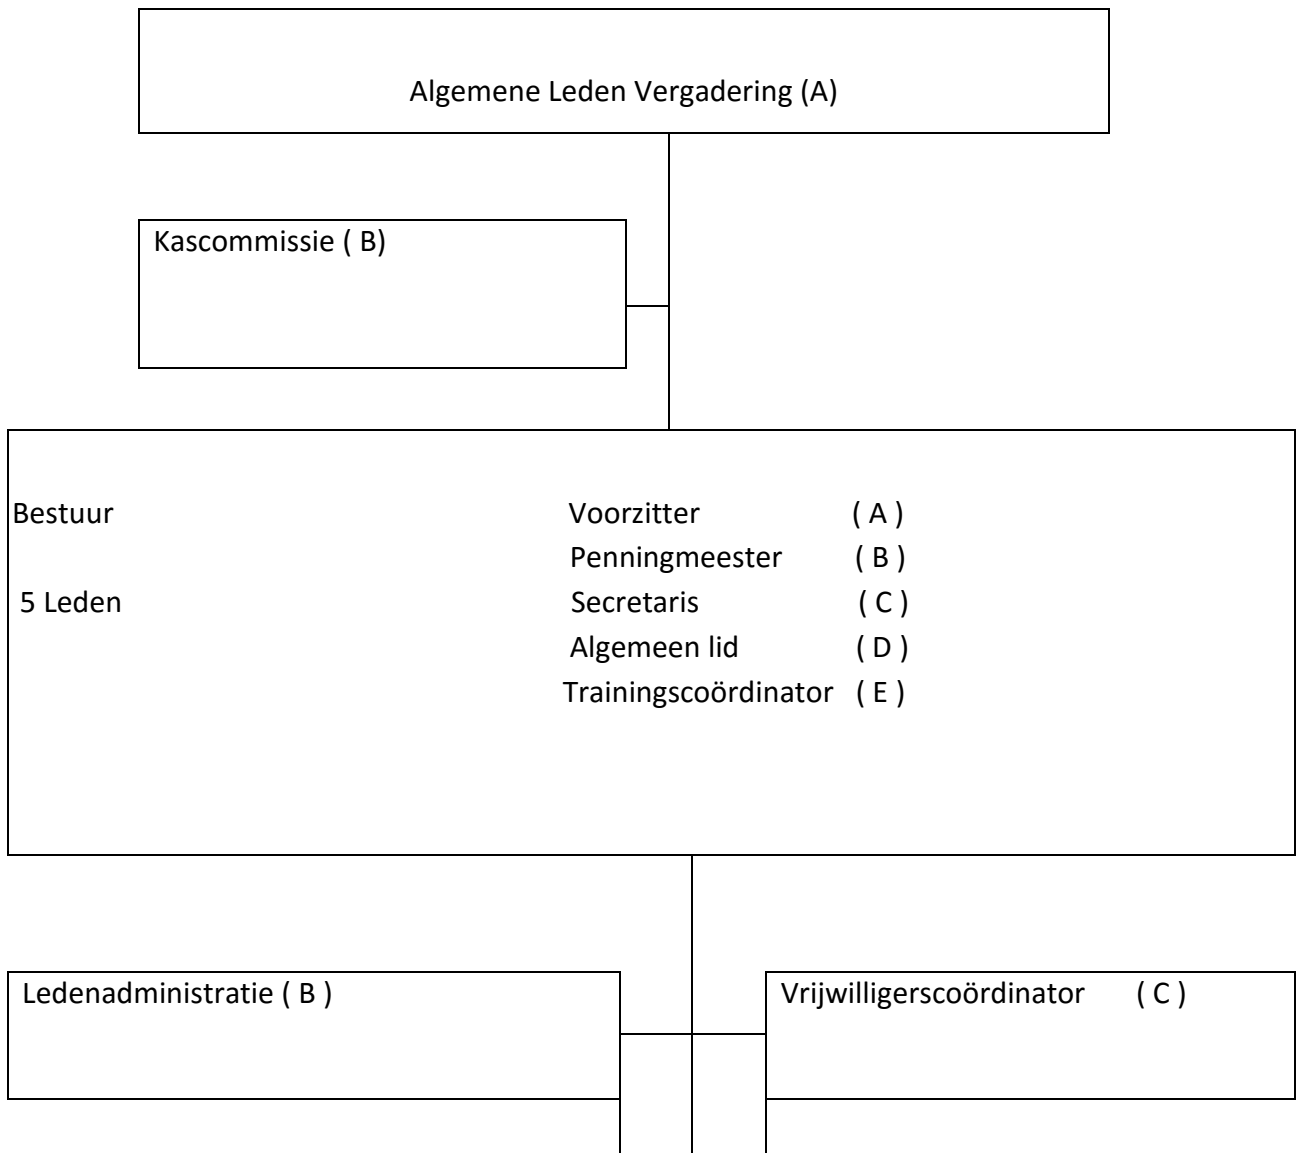 Algemene Leden Vergadering (A)
Kascommissie ( B)
Bestuur Voorzitter ( A )
Penningmeester ( B )
5 Leden Secretaris ( C )
Algemeen lid ( D )
Trainingscoördinator ( E )
Ledenadministratie ( B ) Vrijwilligerscoördinator ( C )